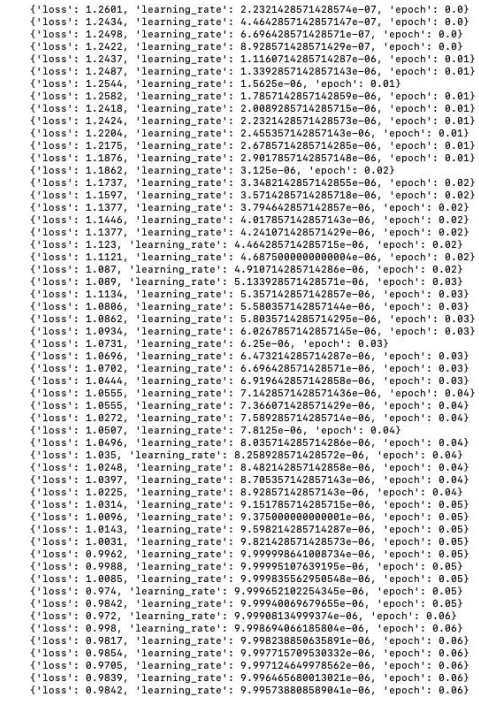 {'loss': 1.2601, 'learning_rate': 2.2321428571428574e-07, 'epoch': 0.0}
{'loss': 1.2434, 'learning_rate': 4.464285714285715e-07, 'epoch': 0.0}
{'loss': 1.2498, 'learning_rate': 6.696428571428571e-07, 'epoch': 0.0}
{'loss': 1.2422, 'learning_rate': 8.928571428571429e-07, 'epoch': 0.0}
{'loss': 1.2437, 'learning_rate': 1.1160714285714287e-06, 'epoch': 0.01}
{'loss': 1.2487, 'learning_rate': 1.3392857142857143e-06, 'epoch': 0.01}
{'loss': 1.2544, 'learning_rate': 1.5625e-06, 'epoch': 0.01}
{'loss': 1.2582, 'learning_rate': 1.7857142857142859e-06, 'epoch': 0.01}
{'loss': 1.2418, 'learning_rate': 2.0089285714285715e-06, 'epoch': 0.01}
{'loss': 1.2424, 'learning_rate': 2.2321428571428573e-06, 'epoch': 0.01}
{'loss': 1.2204, 'learning_rate': 2.455357142857143e-06, 'epoch': 0.01}
{'loss': 1.2175, 'learning_rate': 2.6785714285714285e-06, 'epoch': 0.01}
{'loss': 1.1876, 'learning_rate': 2.9017857142857148e-06, 'epoch': 0.01}
{'loss': 1.1862, 'learning_rate': 3.125e-06, 'epoch': 0.02}
{'loss': 1.1737, 'learning_rate': 3.3482142857142855e-06, 'epoch': 0.02}
{'loss': 1.1597, 'learning_rate': 3.5714285714285718e-06, 'epoch': 0.02}
{'loss': 1.1377, 'learning_rate': 3.794642857142857e-06, 'epoch': 0.02}
{'loss': 1.1446, 'learning_rate': 4.017857142857143e-06, 'epoch': 0.02}
{'loss': 1.1377, 'learning_rate': 4.241071428571429e-06, 'epoch': 0.02}
{'loss': 1.123, 'learning_rate': 4.464285714285715e-06, 'epoch': 0.02}
{'loss': 1.1121, 'learning_rate': 4.6875000000000004e-06, 'epoch': 0.02}
{'loss': 1.087, 'learning_rate': 4.910714285714286e-06, 'epoch': 0.02}
{'loss': 1.089, 'learning_rate': 5.133928571428571e-06, 'epoch': 0.03}
{'loss': 1.1134, 'learning_rate': 5.357142857142857e-06, 'epoch': 0.03}
{'loss': 1.0806, 'learning_rate': 5.580357142857144e-06, 'epoch': 0.03}
{'loss': 1.0862, 'learning_rate': 5.8035714285714295e-06, 'epoch': 0.03}
{'loss': 1.0934, 'learning_rate': 6.026785714285715e-06, 'epoch': 0.03}
{'loss': 1.0731, 'learning_rate': 6.25e-06, 'epoch': 0.03}
{'loss': 1.0696, 'learning_rate': 6.473214285714287e-06, 'epoch': 0.03}
{'loss': 1.0702, 'learning_rate': 6.696428571428571e-06, 'epoch': 0.03}
{'loss': 1.0444, 'learning_rate': 6.919642857142858e-06, 'epoch': 0.03}
{'loss': 1.0555, 'learning_rate': 7.1428571428571436e-06, 'epoch': 0.04}
{'loss': 1.0555, 'learning_rate': 7.366071428571429e-06, 'epoch': 0.04}
{'loss': 1.0272, 'learning_rate': 7.589285714285714e-06, 'epoch': 0.04}
{'loss': 1.0507, 'learning_rate': 7.8125e-06, 'epoch': 0.04}
{'loss': 1.0496, 'learning_rate': 8.035714285714286e-06, 'epoch': 0.04}
{'loss': 1.035, 'learning_rate': 8.258928571428572e-06, 'epoch': 0.04}
{'loss': 1.0248, 'learning_rate': 8.482142857142858e-06, 'epoch': 0.04}
{'loss': 1.0397, 'learning_rate': 8.705357142857143e-06, 'epoch': 0.04}
{'loss': 1.0225, 'learning_rate': 8.92857142857143e-06, 'epoch': 0.04}
{'loss': 1.0314, 'learning_rate': 9.151785714285715e-06, 'epoch': 0.05}
{'loss': 1.0096, 'learning_rate': 9.375000000000001e-06, 'epoch': 0.05}
{'loss': 1.0143, 'learning_rate': 9.598214285714287e-06, 'epoch': 0.05}
{'loss': 1.0031, 'learning_rate': 9.821428571428573e-06, 'epoch': 0.05}
{'loss': 0.9962, 'learning_rate': 9.999998641008734e-06, 'epoch': 0.05}
{'loss': 0.9988, 'learning_rate': 9.99995107639195e-06, 'epoch': 0.05}
{'loss': 1.0085, 'learning_rate': 9.999835562950548e-06, 'epoch': 0.05}
{'loss': 0.974, 'learning_rate': 9.999652102254345e-06, 'epoch': 0.05}
{'loss': 0.9842, 'learning_rate': 9.99940069679655e-06, 'epoch': 0.05}
{'loss': 0.972, 'learning_rate': 9.99908134999374e-06, 'epoch': 0.06}
{'loss': 0.998, 'learning_rate': 9.998694066185804e-06, 'epoch': 0.06}
{'loss': 0.9817, 'learning_rate': 9.998238850635891e-06, 'epoch': 0.06}
{'loss': 0.9854, 'learning_rate': 9.997715709530332e-06, 'epoch': 0.06}
{'loss': 0.9705, 'learning_rate': 9.997124649978562e-06, 'epoch': 0.06}
{'loss': 0.9839, 'learning_rate': 9.996465680013021e-06, 'epoch': 0.06}
{'loss': 0.9842, 'learning_rate': 9.995738808589041e-06, 'epoch': 0.06}